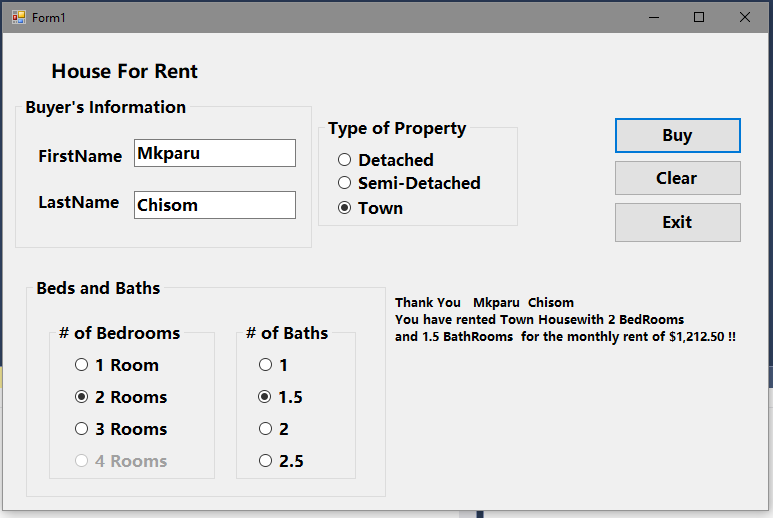 Form1
House For Rent
Buyer's Information
FirstName Mkparu
LastName Chisom
Type of Property
Detached
Semi-Detached
Town
Buy
Clear
Exit
Beds and Baths
# of Bedrooms
1 Room
2 Rooms
3 Rooms
4 Rooms
# of Baths
1
1.5
2
2.5
Thank You Mkparu Chisom
You have rented Town Housewith 2 BedRooms
and 1.5 BathRooms for the monthly rent of $1,212.50 !!